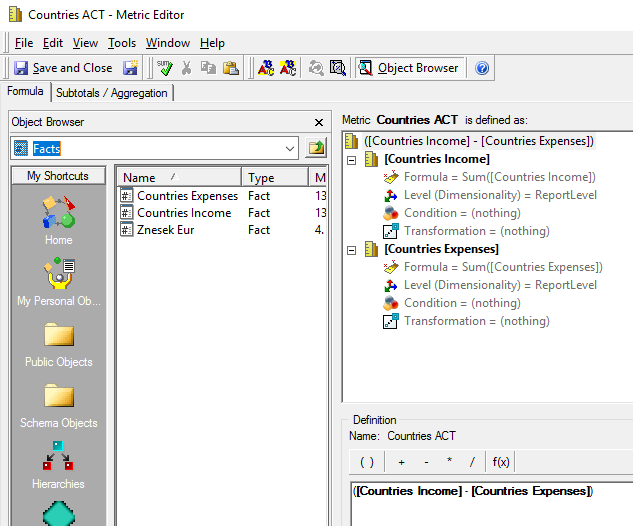 Countries ACT - Metric Editor
File Edit View Tools Window Help
Save and Close Object Browser
Formula Subtotals / Aggregation
Object Browser
Facts
My Shortcuts
Home
My Personal Ob...
Public Objects
Schema Objects
Hierarchies
Name Type M
Countries Expenses Fact 13
Countries Income Fact 13
Znesek Eur Fact 4.
Metric Countries ACT is defined as:
([Countries Income] - [Countries Expenses])
[Countries Income]
Formula = Sum([Countries Income])
Level (Dimensionality) = ReportLevel
Condition = (nothing)
Transformation = (nothing)
[Countries Expenses]
Formula = Sum([Countries Expenses])
Level (Dimensionality) = ReportLevel
Condition = (nothing)
Transformation = (nothing)
Definition
Name: Countries ACT
( ) + - * / f(x)
([Countries Income] - [Countries Expenses])